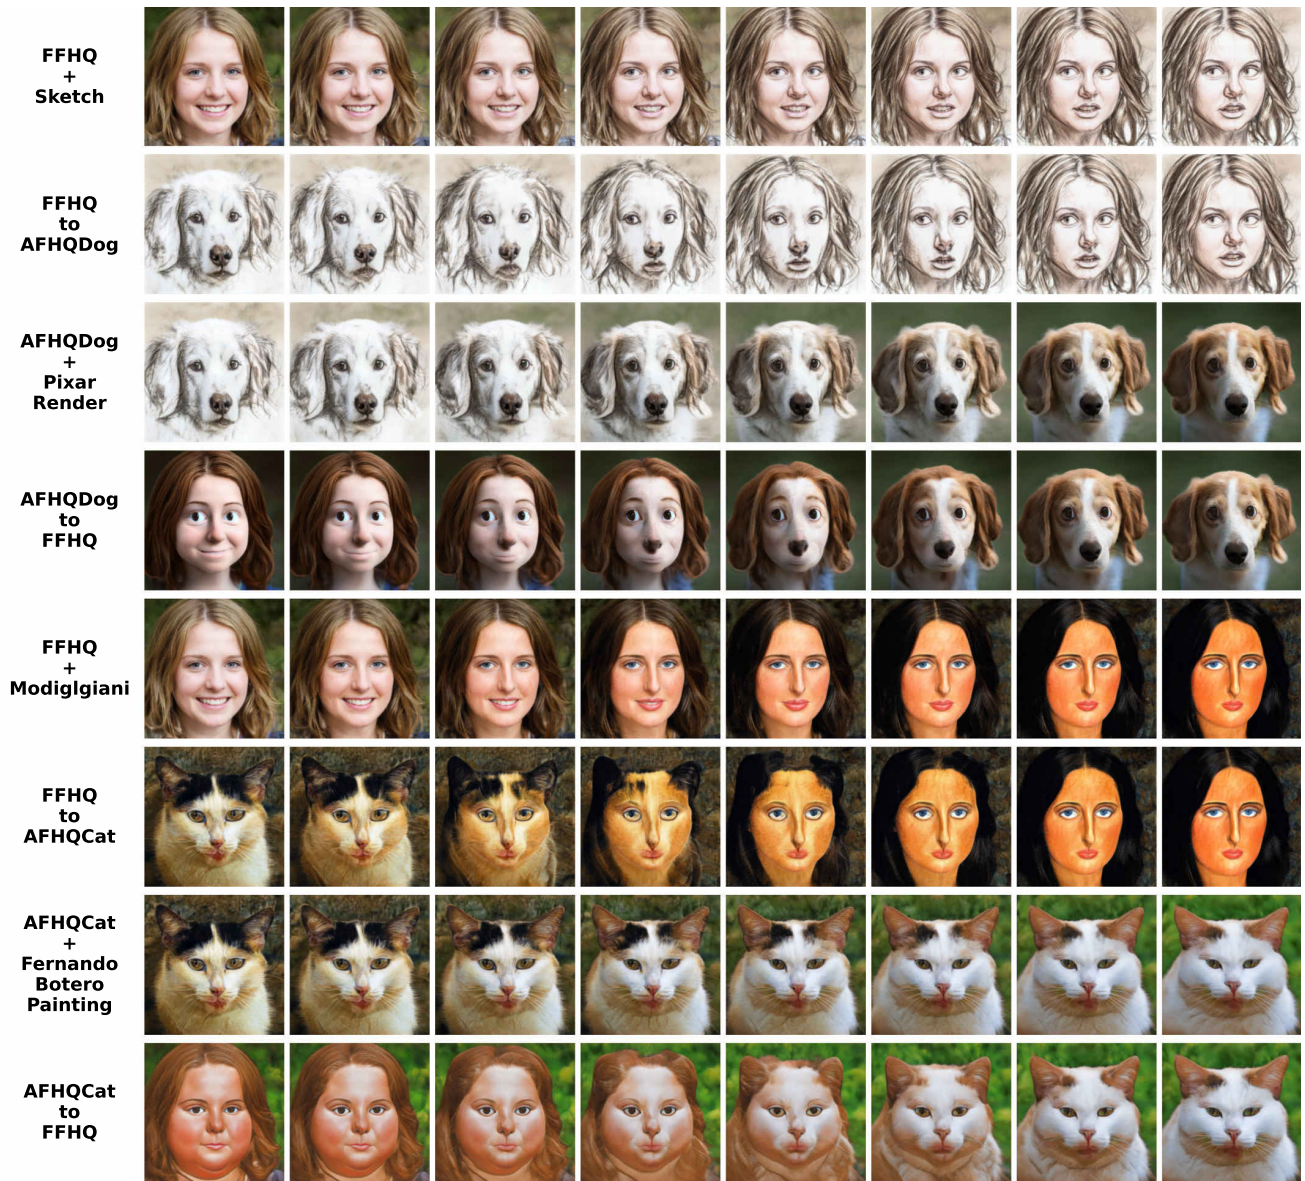 FFHQ
+
Sketch
FFHQ
to
AFHQDog
AFHQDog
+
Pixar
Render
AFHQDog
to
FFHQ
FFHQ
+
Modiglgiani
FFHQ
to
AFHQCat
AFHQCat
+
Fernando
Botero
Painting
AFHQCat
to
FFHQ